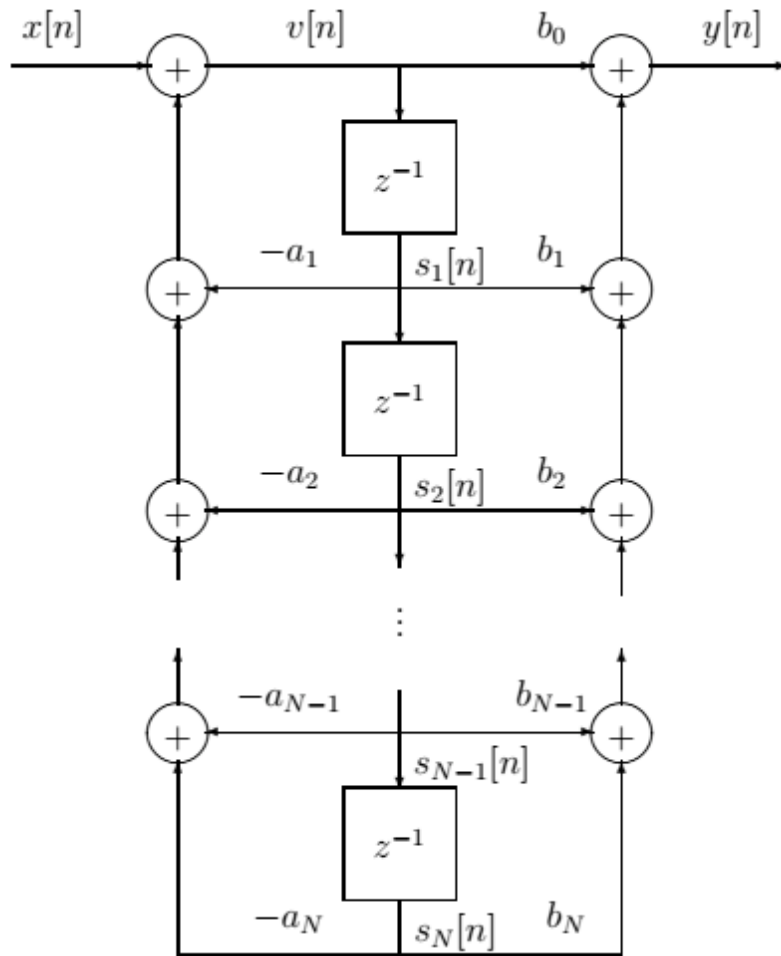 x[n] v[n] b₀ y[n]
+ +
z⁻¹
−a₁ s₁[n] b₁
+ +
z⁻¹
−a₂ s₂[n] b₂
+ +
⋮
−a_{N−1} b_{N−1}
+ +
s_{N−1}[n]
z⁻¹
−a_N s_N[n] b_N